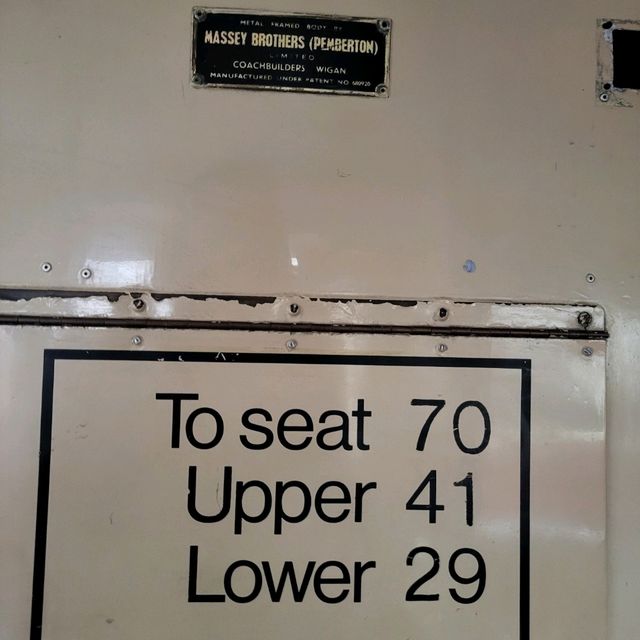 METAL FRAMED BODY BY
MASSEY BROTHERS (PEMBERTON)
LIMITED
COACHBUILDERS WIGAN
MANUFACTURED UNDER PATENT NO 680920
To seat 70
Upper 41
Lower 29